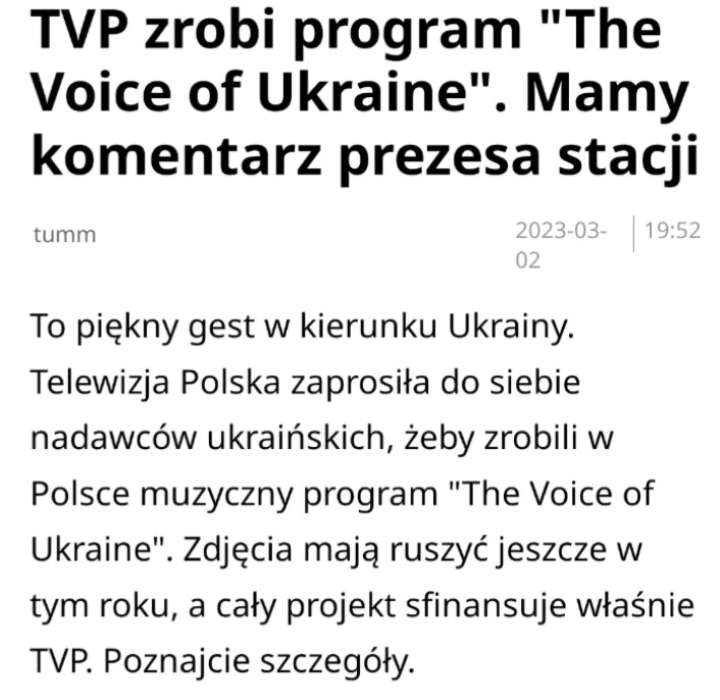 TVP zrobi program "The
Voice of Ukraine". Mamy
komentarz prezesa stacji
tumm
2023-03-
02
19:52
To piękny gest w kierunku Ukrainy.
Telewizja Polska zaprosiła do siebie
nadawców ukraińskich, żeby zrobili w
Polsce muzyczny program "The Voice of
Ukraine". Zdjęcia mają ruszyć jeszcze w
tym roku, a cały projekt sfinansuje właśnie
TVP. Poznajcie szczegóły.